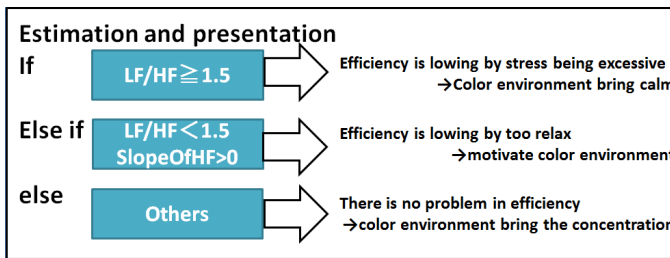 Estimation and presentation
If
LF/HF≧1.5
Efficiency is lowing by stress being excessive
→Color environment bring calm
Else if
LF/HF＜1.5
SlopeOfHF>0
Efficiency is lowing by too relax
→motivate color environment
else
Others
There is no problem in efficiency
→color environment bring the concentration